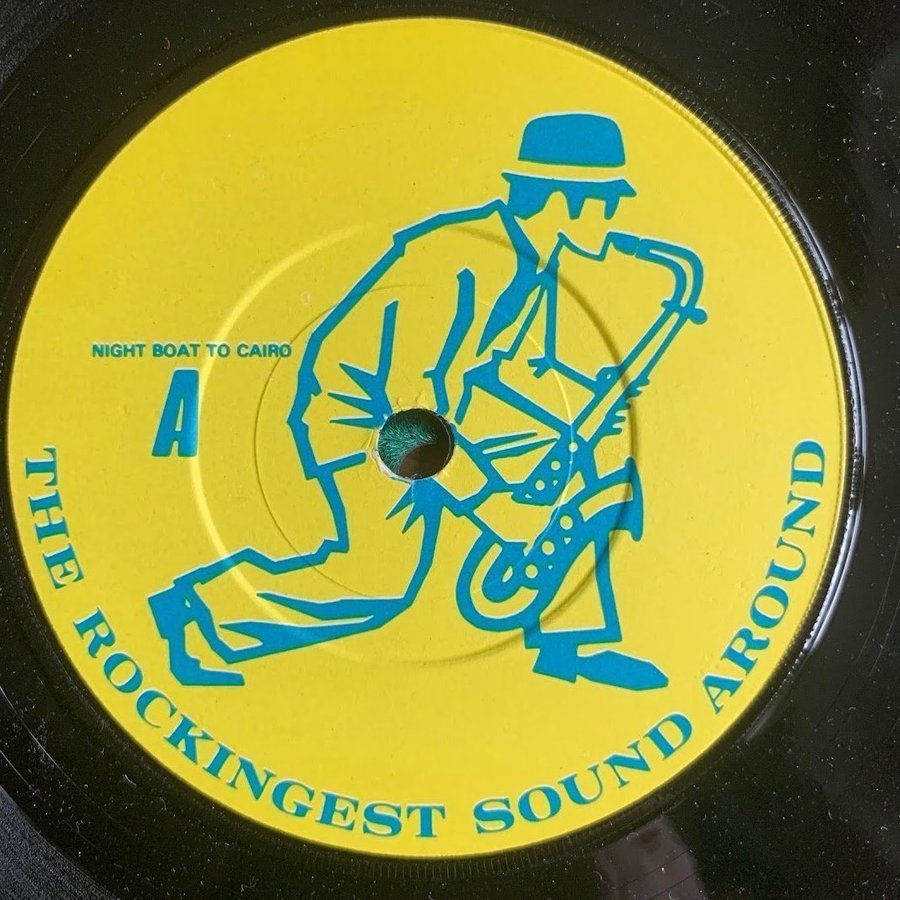 NIGHT BOAT TO CAIRO
A
THE ROCKINGEST SOUND AROUND